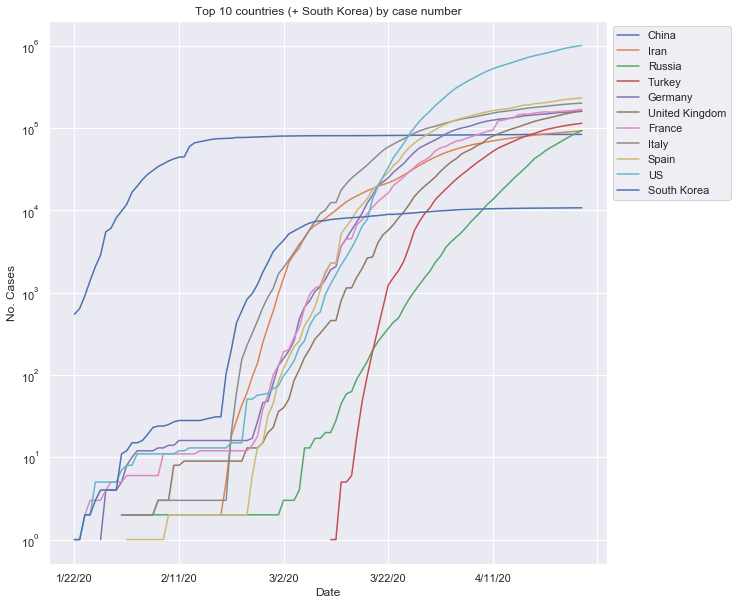 Top 10 countries (+ South Korea) by case number
No. Cases
10^6
10^5
10^4
10^3
10^2
10^1
10^0
1/22/20
2/11/20
3/2/20
3/22/20
4/11/20
Date
China
Iran
Russia
Turkey
Germany
United Kingdom
France
Italy
Spain
US
South Korea